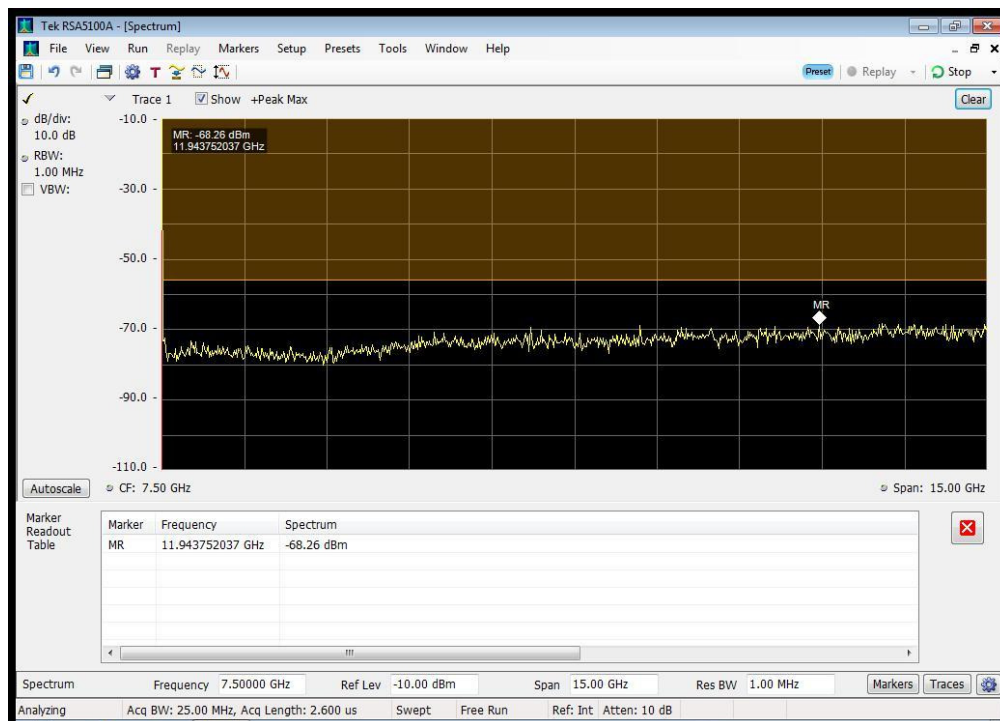 Tek RSA5100A - [Spectrum]
File View Run Replay Markers Setup Presets Tools Window Help
T Preset Replay Stop
Trace 1 Show +Peak Max Clear
dB/div:
10.0 dB
RBW:
1.00 MHz
VBW:
-10.0
-30.0
-50.0
-70.0
-90.0
-110.0
MR: -68.26 dBm
11.943752037 GHz
MR
Autoscale CF: 7.50 GHz Span: 15.00 GHz
Marker
Readout
Table
Marker Frequency Spectrum
MR 11.943752037 GHz -68.26 dBm
Spectrum Frequency 7.50000 GHz Ref Lev -10.00 dBm Span 15.00 GHz Res BW 1.00 MHz Markers Traces
Analyzing Acq BW: 25.00 MHz, Acq Length: 2.600 us Swept Free Run Ref: Int Atten: 10 dB